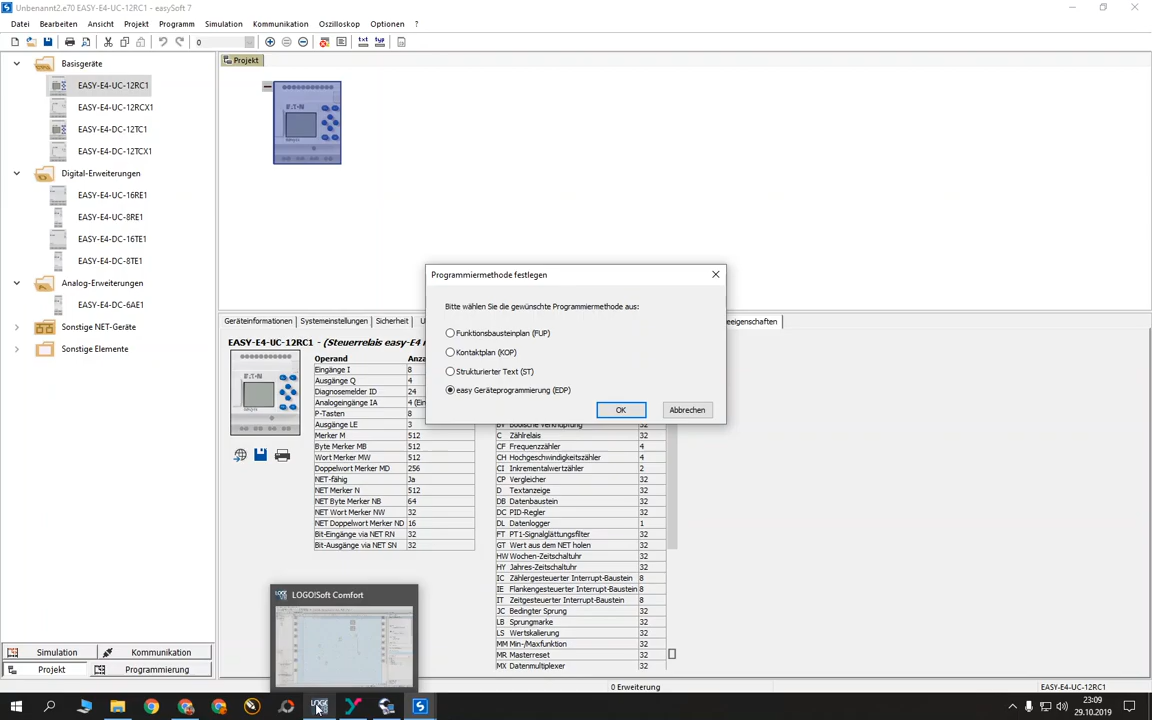 Unbenannt2.e70 EASY-E4-UC-12RC1 - easySoft 7
Datei Bearbeiten Ansicht Projekt Programm Simulation Kommunikation Oszilloskop Optionen ?
0 txt typ
Basisgeräte
EASY-E4-UC-12RC1
EASY-E4-UC-12RCX1
EASY-E4-DC-12TC1
EASY-E4-DC-12TCX1
Digital-Erweiterungen
EASY-E4-UC-16RE1
EASY-E4-UC-8RE1
EASY-E4-DC-16TE1
EASY-E4-DC-8TE1
Analog-Erweiterungen
EASY-E4-DC-6AE1
Sonstige NET-Geräte
Sonstige Elemente
Simulation Kommunikation
Projekt Programmierung
Projekt
Programmiermethode festlegen
Bitte wählen Sie die gewünschte Programmiermethode aus:
Funktionsbausteinplan (FUP)
Kontaktplan (KOP)
Strukturierter Text (ST)
easy Geräteprogrammierung (EDP)
OK Abbrechen
Geräteinformationen Systemeinstellungen Sicherheit
EASY-E4-UC-12RC1 - (Steuerrelais easy-E4
Operand
Eingänge I 8
Ausgänge Q 4
Diagnosemelder ID 24
Analogeingänge IA 4
P-Tasten 8
Ausgänge LE 3
Merker M 512
Byte Merker MB 512
Wort Merker MW 512
Doppelwort Merker MD 256
NET-fähig Ja
NET Merker N 512
NET Byte Merker NB 64
NET Wort Merker NW 32
NET Doppelwort Merker ND 16
Bit-Eingänge via NET RN 32
Bit-Ausgänge via NET SN 32
C Zählrelais 32
CF Frequenzzähler 4
CH Hochgeschwindigkeitszähler 4
CI Inkrementalwertzähler 2
CP Vergleicher 32
D Textanzeige 32
DB Datenbaustein 32
DC PID-Regler 32
DL Datenlogger 1
FT PT1-Signalglättungsfilter 32
GT Wert aus dem NET holen 32
HW Wochen-Zeitschaltuhr 32
HY Jahres-Zeitschaltuhr 32
IC Zählergesteuerter Interrupt-Baustein 8
IE Flankengesteuerter Interrupt-Baustein 8
IT Zeitgesteuerter Interrupt-Baustein 8
JC Bedingter Sprung 32
LB Sprungmarke 32
LS Wertskalierung 32
MM Min-/Maxfunktion 32
MR Masterreset 32
MX Datenmultiplexer 32
LOGO!Soft Comfort
0 Erweiterung EASY-E4-UC-12RC1
23:09
29.10.2019